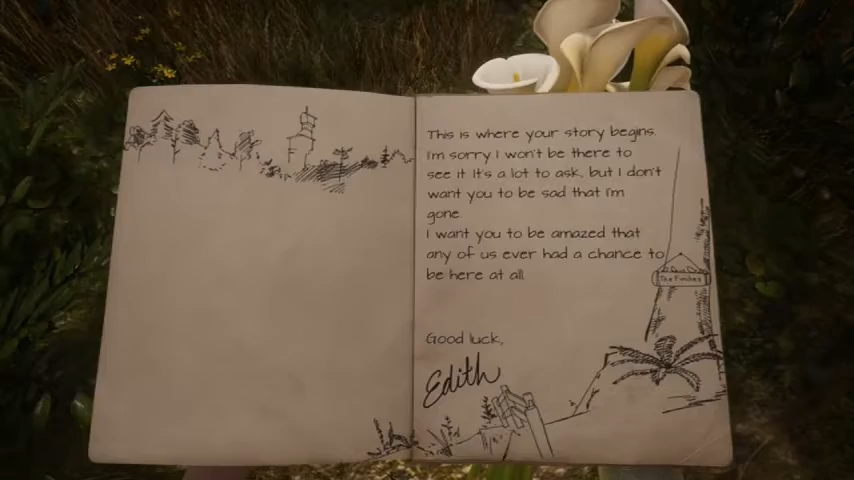 This is where your story begins.
I'm sorry I won't be there to
see it. It's a lot to ask, but I don't
want you to be sad that I'm
gone.
I want you to be amazed that
any of us ever had a chance to
be here at all.
The Finches
Good luck,
Edith